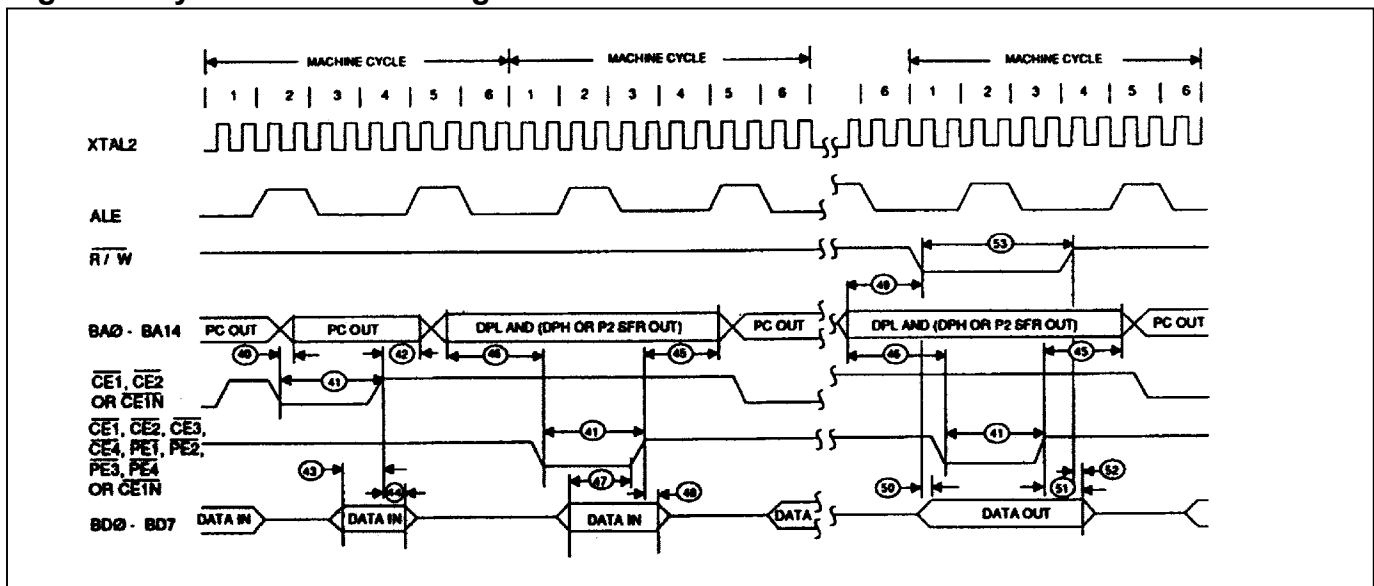 MACHINE CYCLE MACHINE CYCLE MACHINE CYCLE
1 2 3 4 5 6 1 2 3 4 5 6 6 1 2 3 4 5 6
XTAL2
ALE
R / W
53
49
BAØ - BA14 PC OUT PC OUT DPL AND (DPH OR P2 SFR OUT) PC OUT DPL AND (DPH OR P2 SFR OUT) PC OUT
40 42 46 45 46 45
CE1, CE2
OR CE1N
41
CE1, CE2, CE3,
CE4, PE1, PE2,
PE3, PE4
OR CE1N
41 41
43 44 47 48 50 51 52
BDØ - BD7 DATA IN DATA IN DATA IN DATA DATA OUT